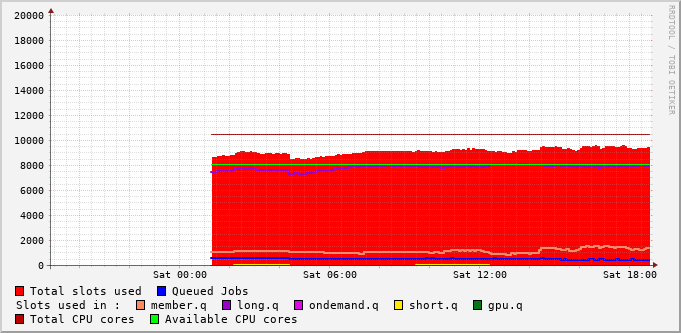 RRDTOOL / TOBI OETIKER
20000
18000
16000
14000
12000
10000
8000
6000
4000
2000
0
Sat 00:00 Sat 06:00 Sat 12:00 Sat 18:00
Total slots used Queued Jobs
Slots used in : member.q long.q ondemand.q short.q gpu.q
Total CPU cores Available CPU cores